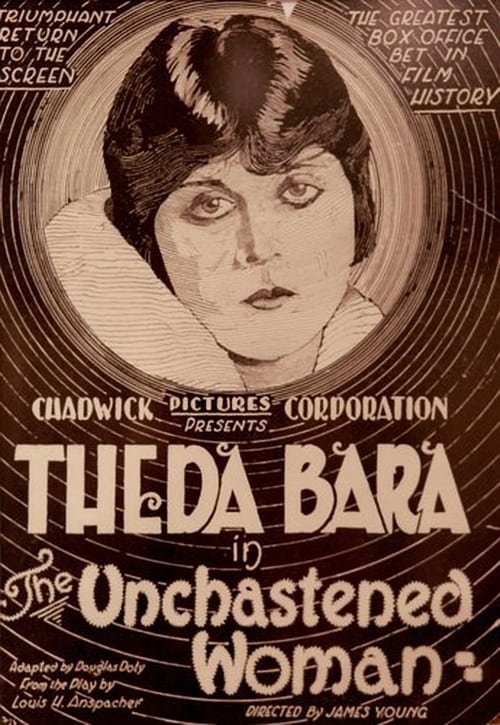 TRIUMPHANT
RETURN
TO THE
SCREEN
THE GREATEST
BOX OFFICE
BET IN
FILM
HISTORY
CHADWICK PICTURES CORPORATION
PRESENTS
THEDA BARA
in
The Unchastened
Woman
Adapted by Douglas Doty
From the Play by
Louis K. Anspacher
DIRECTED BY JAMES YOUNG